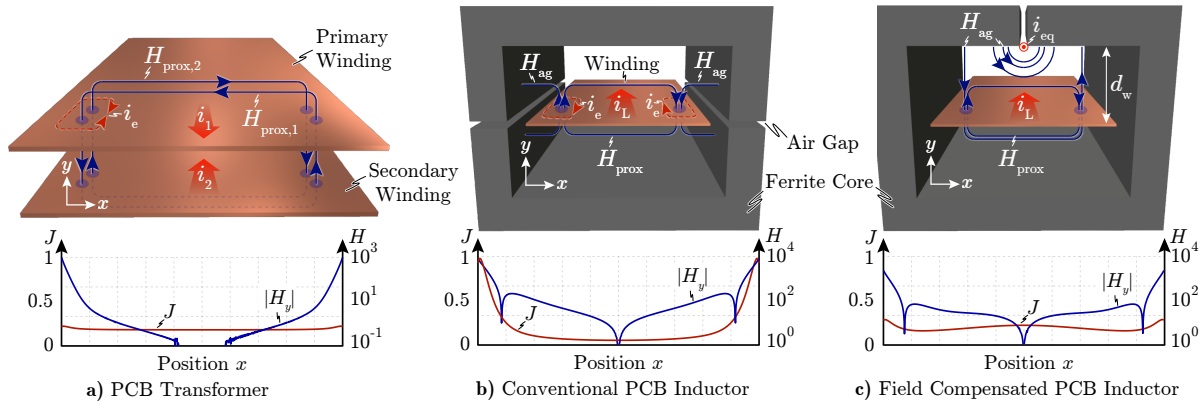 Primary
Winding
H_prox,2
i_e
i_1
H_prox,1
y
i_2
x
Secondary
Winding
J
H
1
0.5
0
10^3
10^1
10^-1
|H_y|
J
Position x
a) PCB Transformer
H_ag
Winding
H_ag
i_e
i_L
i_e
y
x
H_prox
Air Gap
Ferrite Core
J
H
1
0.5
0
10^4
10^2
10^0
|H_y|
J
Position x
b) Conventional PCB Inductor
H_ag
i_eq
d_w
i_L
y
x
H_prox
J
H
1
0.5
0
10^4
10^2
10^0
J
|H_y|
Position x
c) Field Compensated PCB Inductor